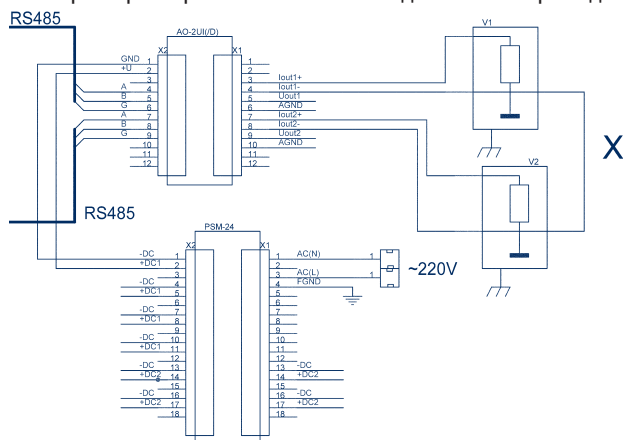 RS485
AO-2UI(/D)
X2
X1
GND 1
+U 2
3
A 4
B 5
G 6
A 7
B 8
G 9
10
11
12
1
2
3 Iout1+
4 Iout1-
5 Uout1
6 AGND
7 Iout2+
8 Iout2-
9 Uout2
10 AGND
11
12
V1
V2
X
RS485
PSM-24
X2
X1
-DC 1
+DC1 2
3
-DC 4
+DC1 5
6
-DC 7
+DC1 8
9
-DC 10
+DC1 11
12
-DC 13
+DC2 14
15
-DC 16
+DC2 17
18
1 AC(N) 1
2
3 AC(L) 1
4 FGND
5
6
7
8
9
10
11
12
13 -DC
14 +DC2
15
16 -DC
17 +DC2
18
~220V